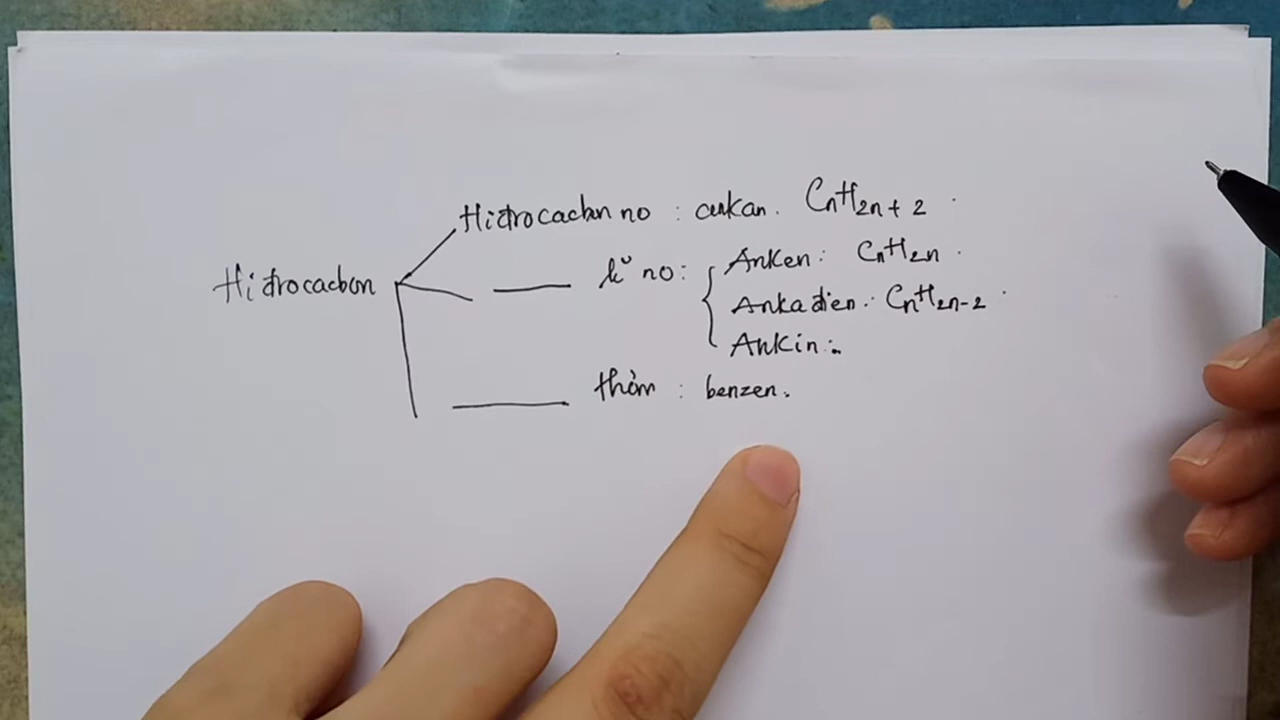 Hiđrocacbon no : ankan. CnH2n+2
Hiđrocacbon
k° no : Anken : CnH2n.
Ankađien : CnH2n-2
Ankin :
thơm : benzen.